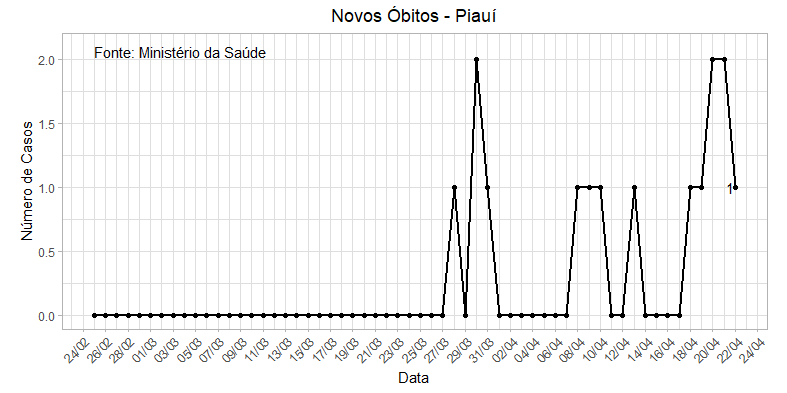 Novos Óbitos - Piauí
Fonte: Ministério da Saúde
Número de Casos
2.0
1.5
1.0
0.5
0.0
1
24/02 26/02 28/02 01/03 03/03 05/03 07/03 09/03 11/03 13/03 15/03 17/03 19/03 21/03 23/03 25/03 27/03 29/03 31/03 02/04 04/04 06/04 08/04 10/04 12/04 14/04 16/04 18/04 20/04 22/04 24/04
Data